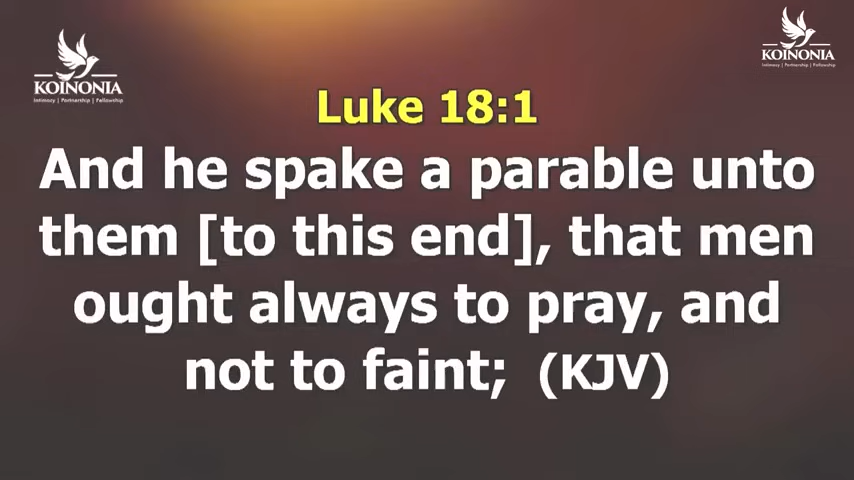 KOINONIA
Intimacy | Partnership | Fellowship
KOINONIA
Intimacy | Partnership | Fellowship
Luke 18:1
And he spake a parable unto
them [to this end], that men
ought always to pray, and
not to faint; (KJV)